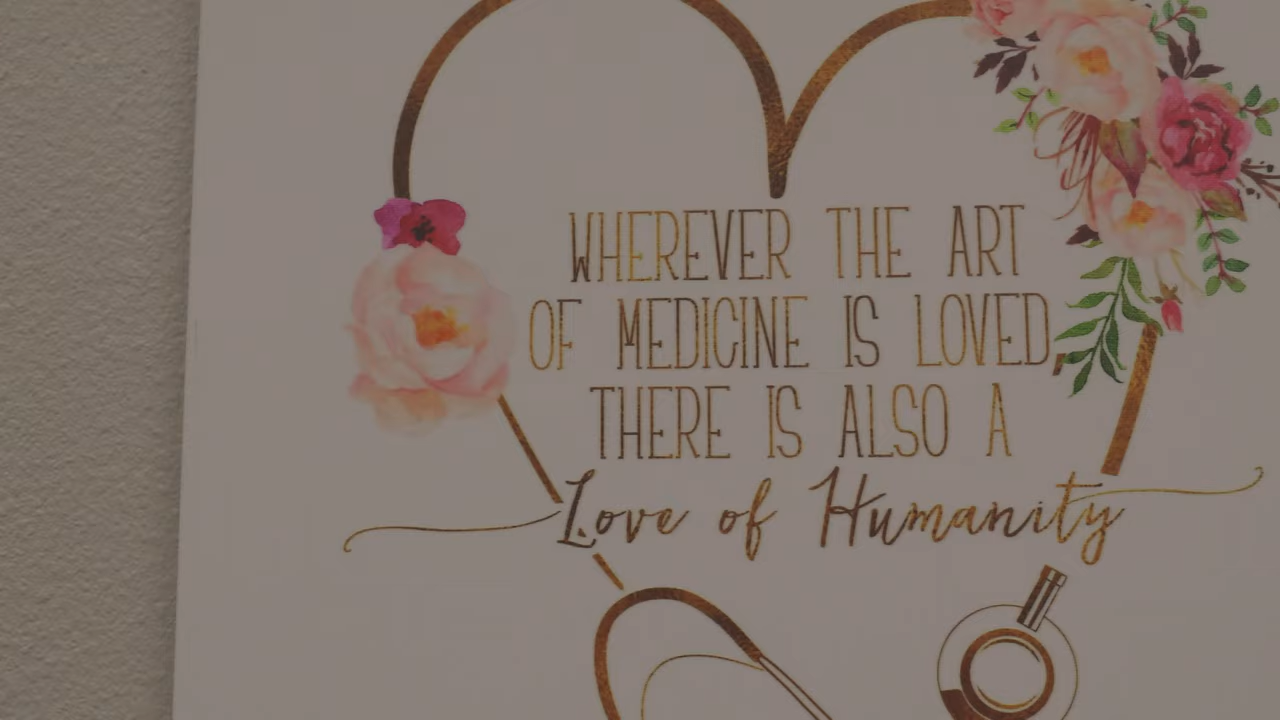 WHEREVER THE ART
OF MEDICINE IS LOVED,
THERE IS ALSO A
Love of Humanity